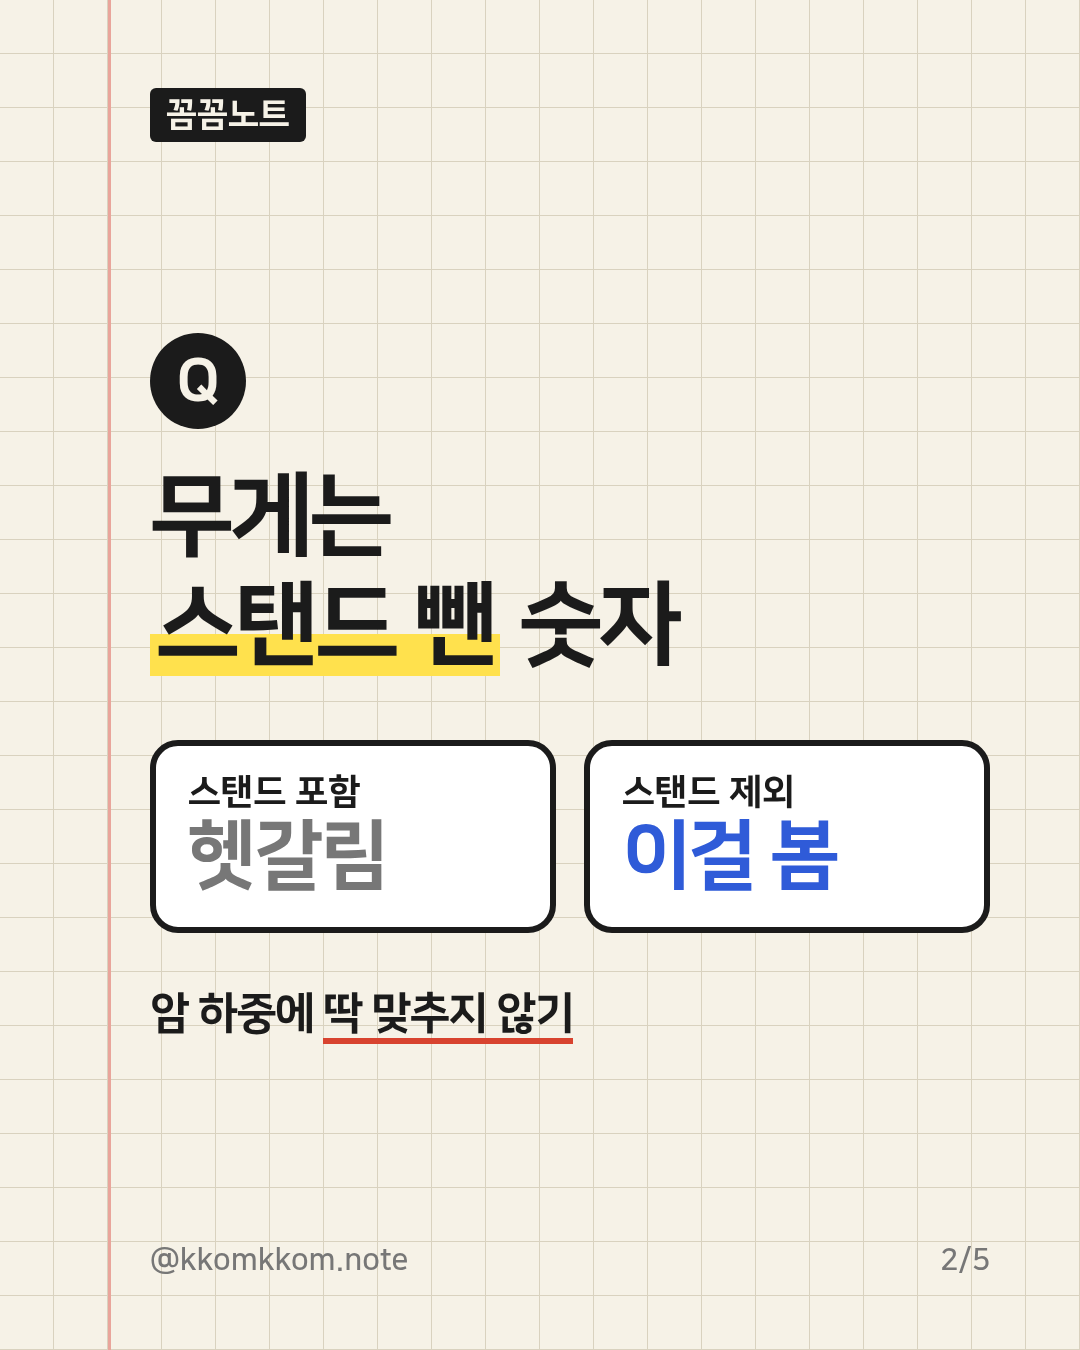 꼼꼼노트
Q
무게는
스탠드 뺀 숫자
스탠드 포함
헷갈림
스탠드 제외
이걸 봄
암 하중에 딱 맞추지 않기
@kkomkkom.note
2/5